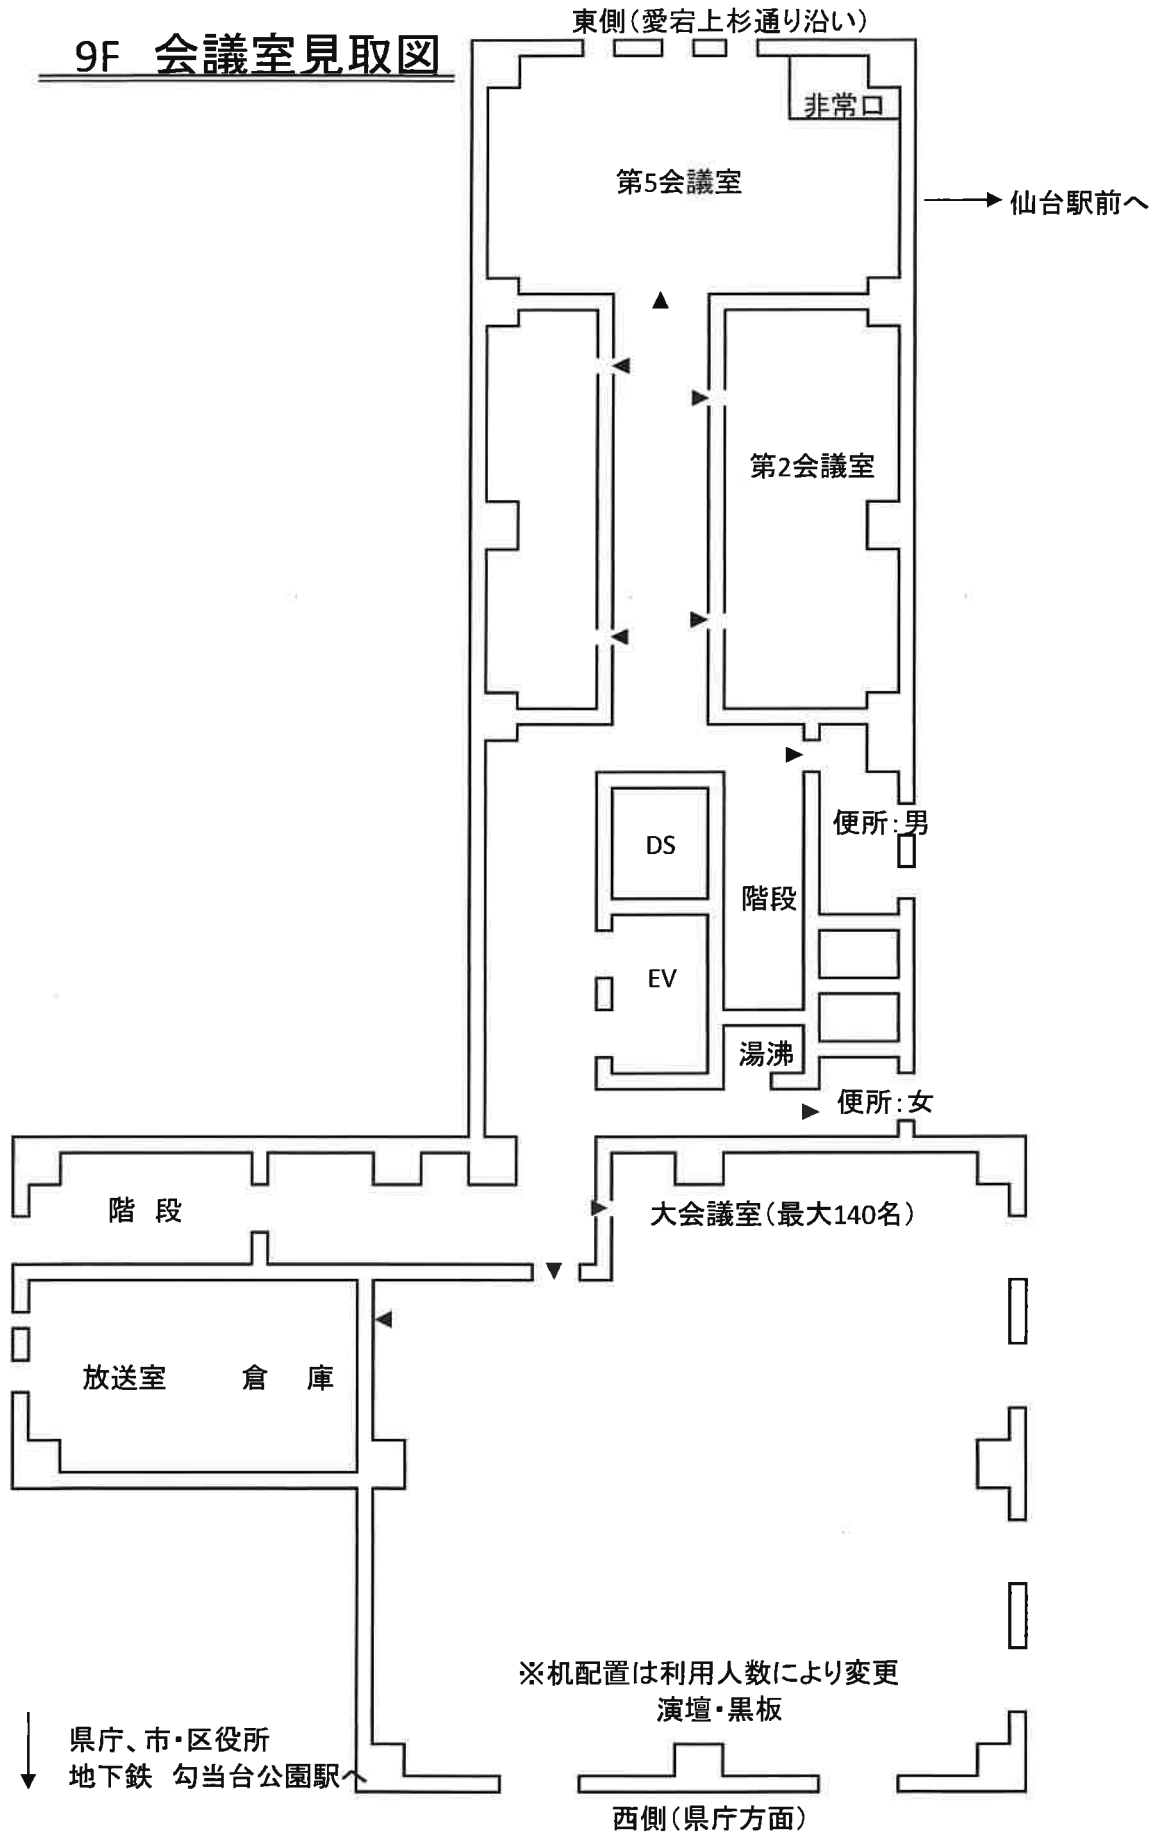 東側（愛宕上杉通り沿い）
9F 会議室見取図
非常口
第5会議室
仙台駅前へ
第2会議室
便所：男
DS
階段
EV
湯沸
便所：女
階 段
大会議室（最大140名）
放送室 倉 庫
※机配置は利用人数により変更
演壇・黒板
県庁、市・区役所
地下鉄 勾当台公園駅へ
西側（県庁方面）